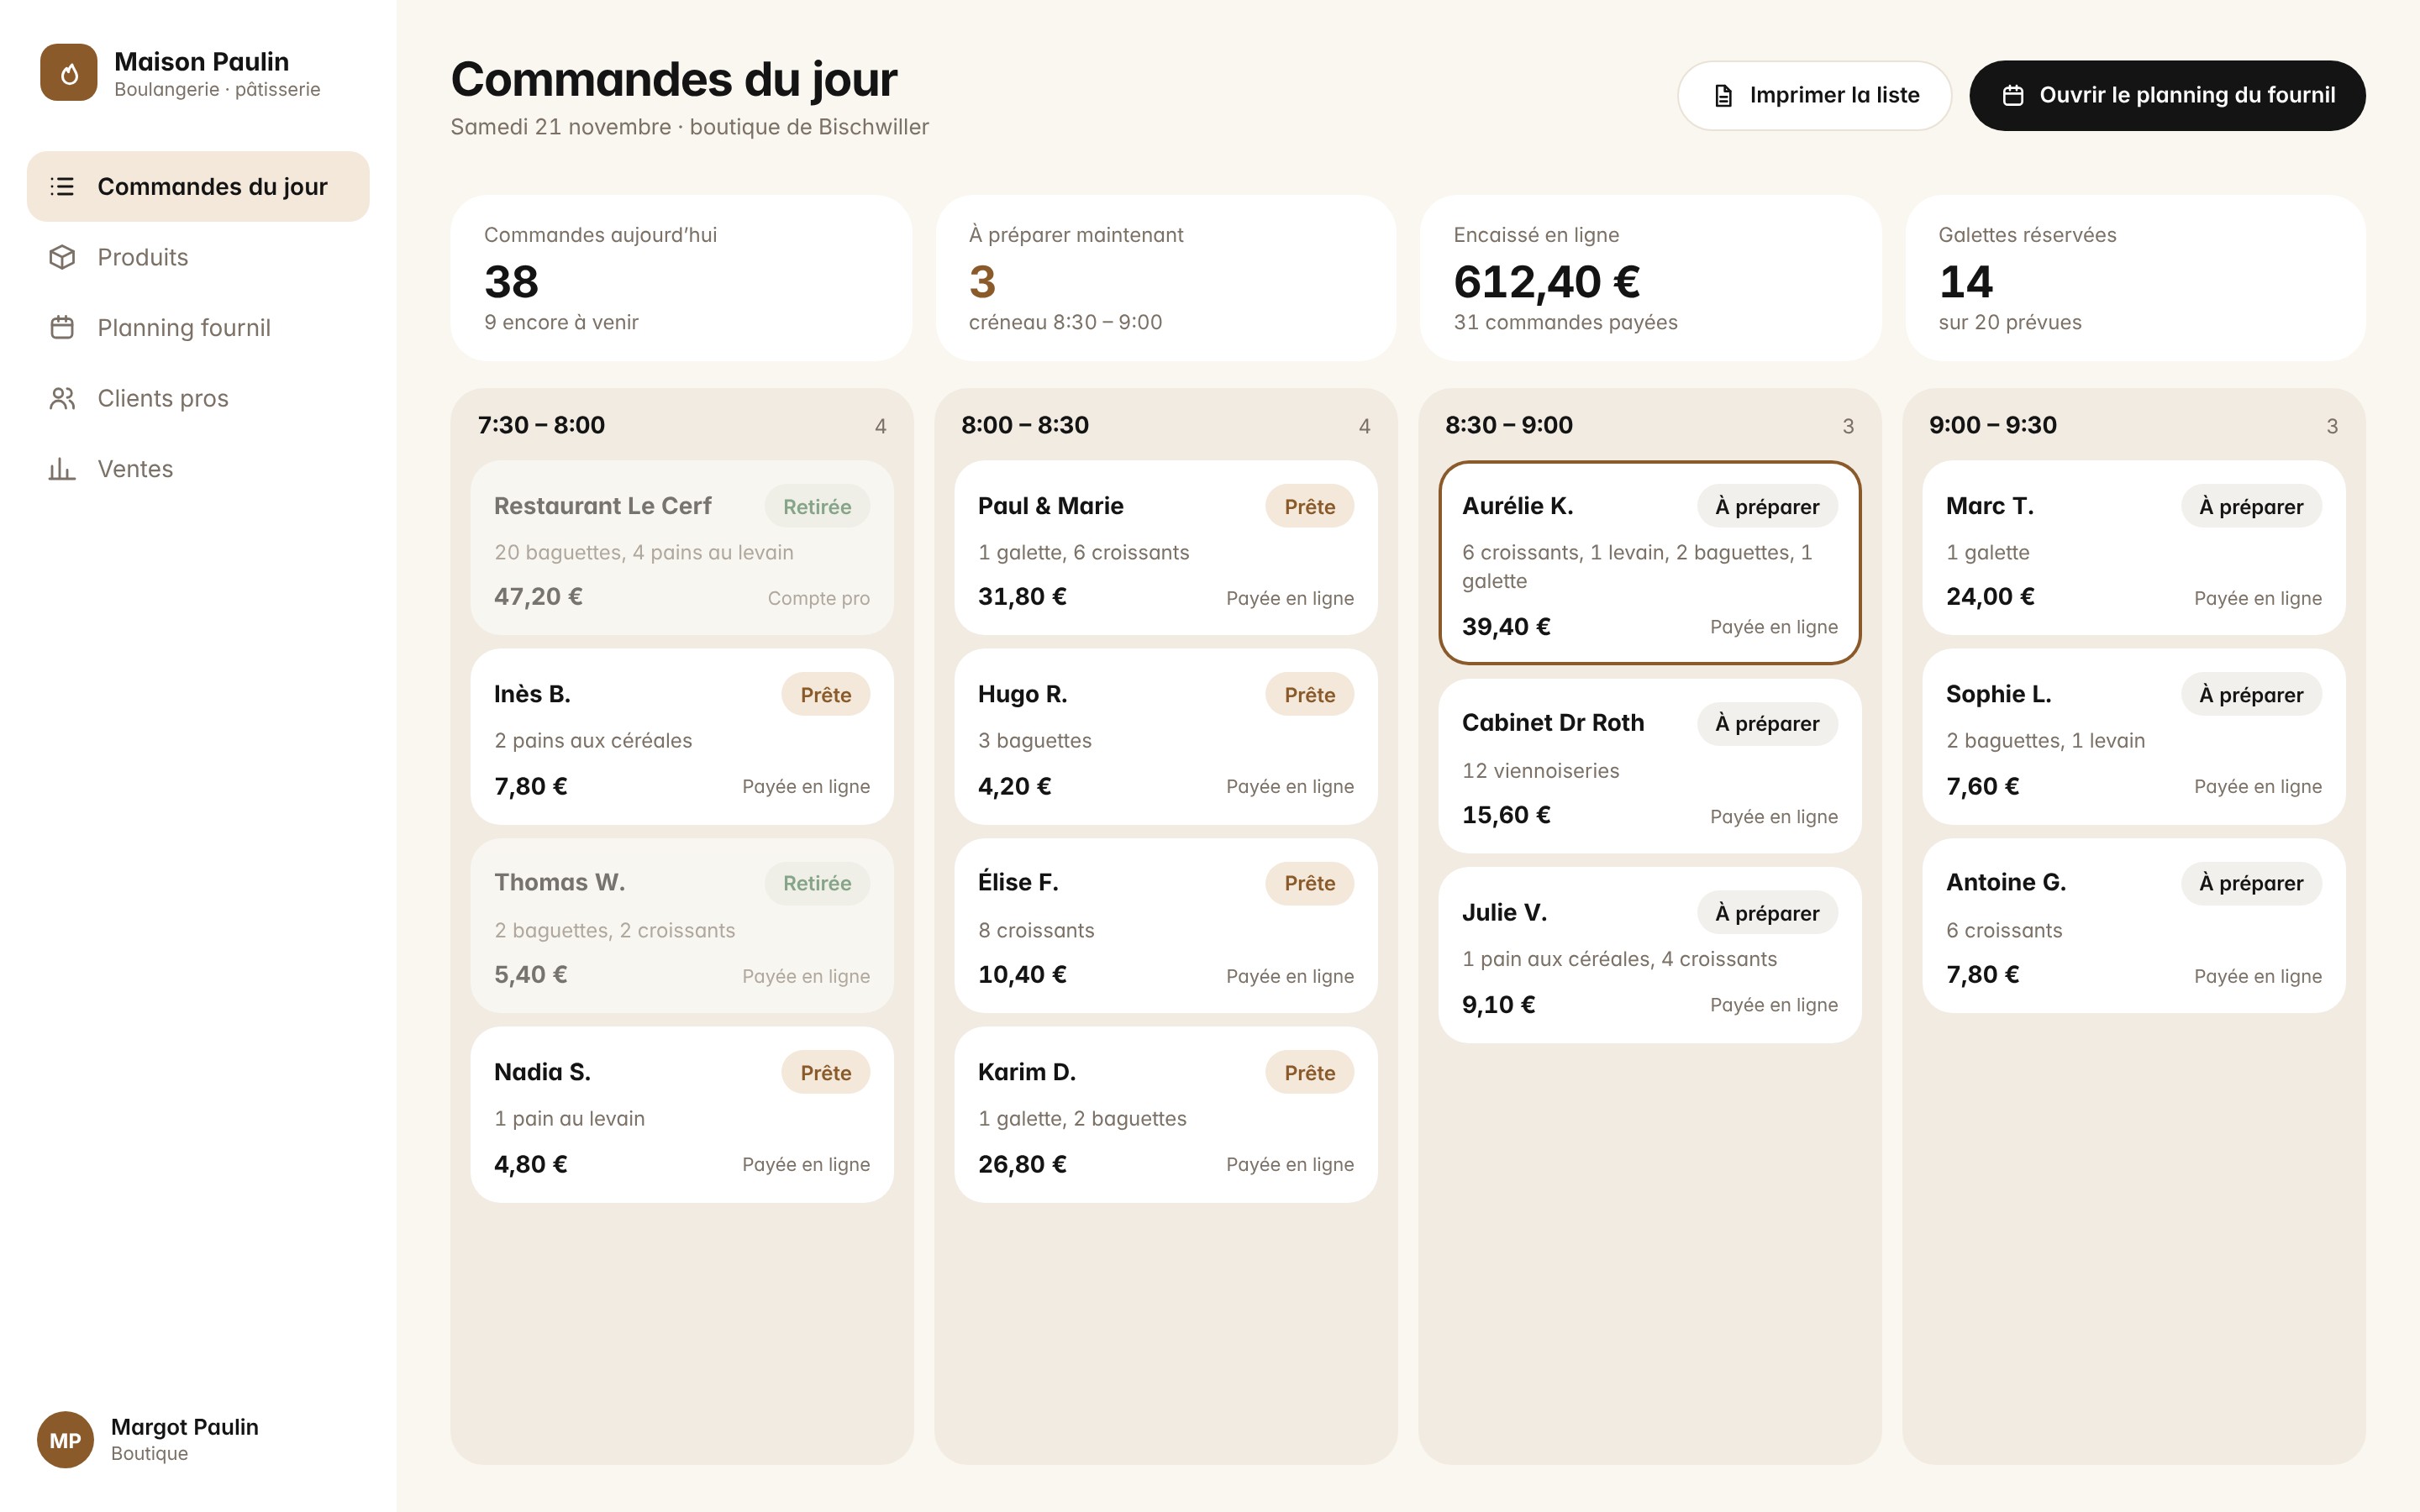 Maison Paulin
Boulangerie · pâtisserie
Commandes du jour
Produits
Planning fournil
Clients pros
Ventes
MP
Margot Paulin
Boutique
Commandes du jour
Samedi 21 novembre · boutique de Bischwiller
Imprimer la liste
Ouvrir le planning du fournil
Commandes aujourd’hui
38
9 encore à venir
À préparer maintenant
3
créneau 8:30 – 9:00
Encaissé en ligne
612,40 €
31 commandes payées
Galettes réservées
14
sur 20 prévues
7:30 – 8:00 4
Restaurant Le Cerf Retirée
20 baguettes, 4 pains au levain
47,20 € Compte pro
Inès B. Prête
2 pains aux céréales
7,80 € Payée en ligne
Thomas W. Retirée
2 baguettes, 2 croissants
5,40 € Payée en ligne
Nadia S. Prête
1 pain au levain
4,80 € Payée en ligne
8:00 – 8:30 4
Paul & Marie Prête
1 galette, 6 croissants
31,80 € Payée en ligne
Hugo R. Prête
3 baguettes
4,20 € Payée en ligne
Élise F. Prête
8 croissants
10,40 € Payée en ligne
Karim D. Prête
1 galette, 2 baguettes
26,80 € Payée en ligne
8:30 – 9:00 3
Aurélie K. À préparer
6 croissants, 1 levain, 2 baguettes, 1
galette
39,40 € Payée en ligne
Cabinet Dr Roth À préparer
12 viennoiseries
15,60 € Payée en ligne
Julie V. À préparer
1 pain aux céréales, 4 croissants
9,10 € Payée en ligne
9:00 – 9:30 3
Marc T. À préparer
1 galette
24,00 € Payée en ligne
Sophie L. À préparer
2 baguettes, 1 levain
7,60 € Payée en ligne
Antoine G. À préparer
6 croissants
7,80 € Payée en ligne